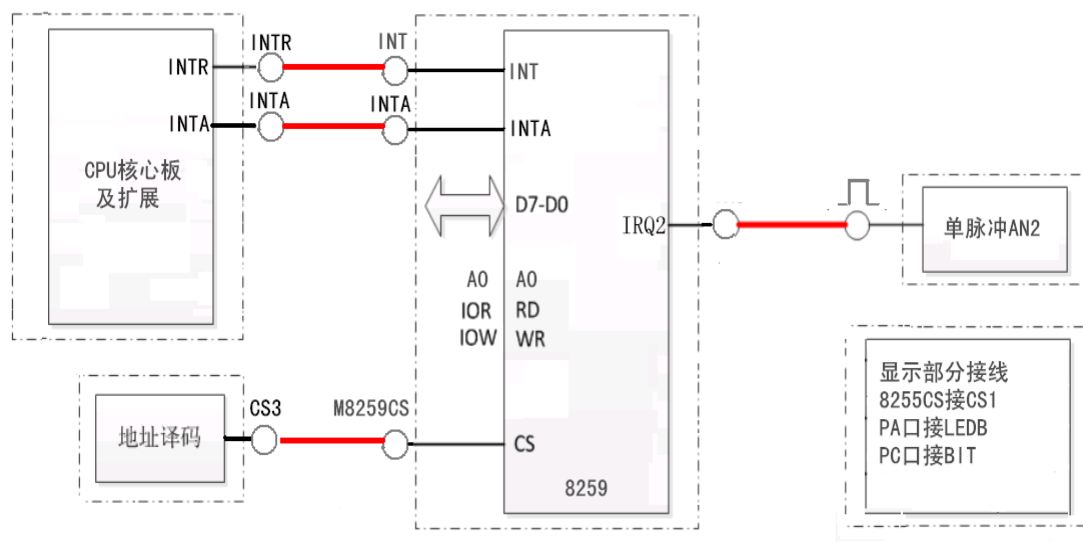 INTR
INT
INTR
INT
INTA
INTA
INTA
INTA
CPU核心板
及扩展
D7-D0
IRQ2
单脉冲AN2
A0
A0
IOR
RD
IOW
WR
显示部分接线
8255CS接CS1
PA口接LEDB
PC口接BIT
CS3
M8259CS
地址译码
CS
8259